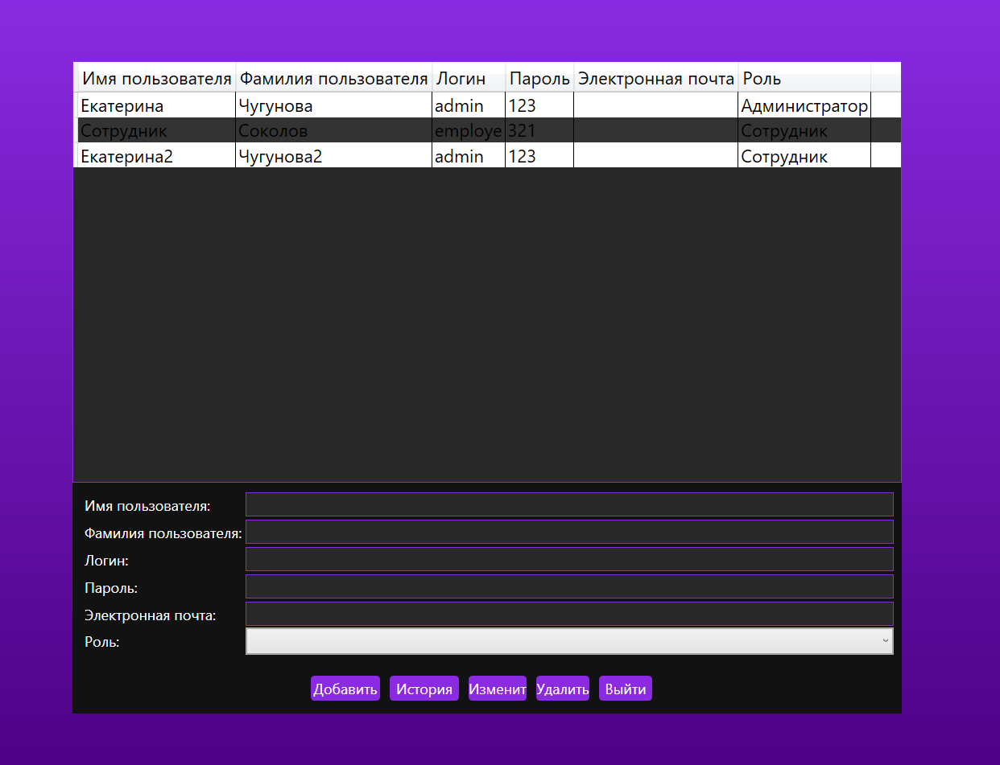 Имя пользователя Фамилия пользователя Логин Пароль Электронная почта Роль
Екатерина Чугунова admin 123 Администратор
Сотрудник Соколов employe 321 Сотрудник
Екатерина2 Чугунова2 admin 123 Сотрудник
Имя пользователя:
Фамилия пользователя:
Логин:
Пароль:
Электронная почта:
Роль:
Добавить История Изменит Удалить Выйти